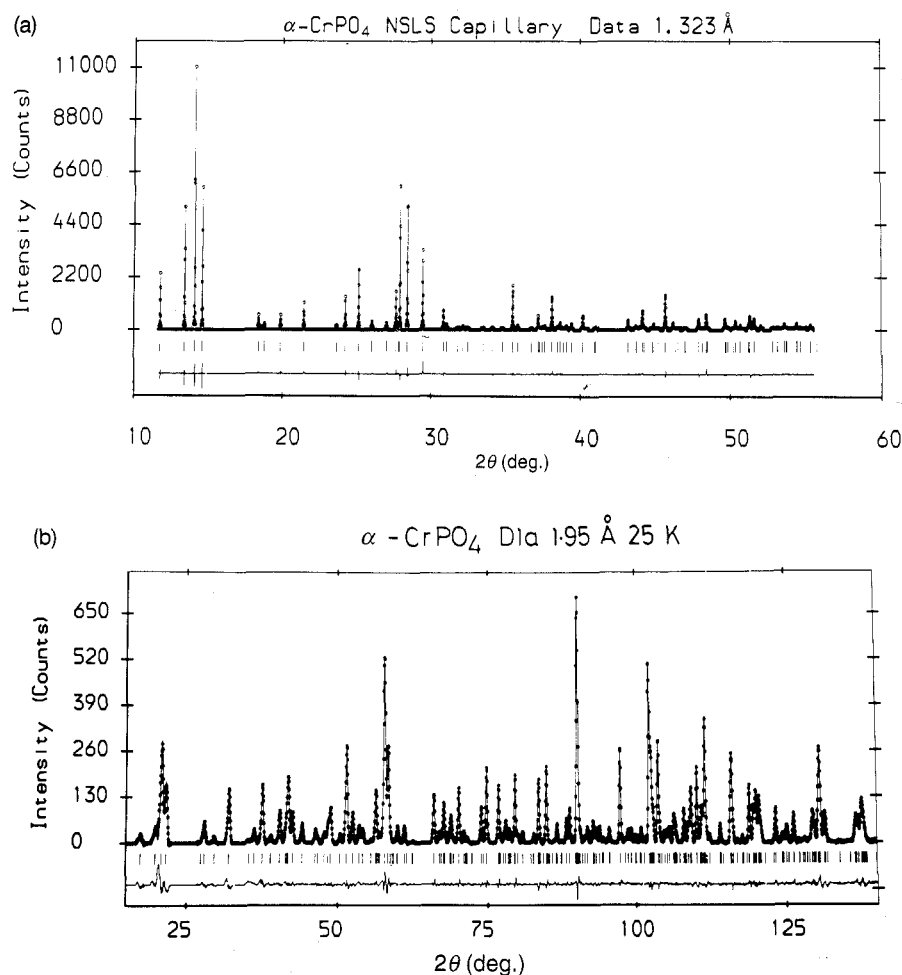 (a)
α-CrPO4 NSLS Capillary Data 1.323 Å
11000
8800
6600
4400
2200
0
Intensity (Counts)
10 20 30 40 50 60
2θ (deg.)
(b)
α - CrPO4 D1a 1·95 Å 25 K
650
520
390
260
130
0
Intensity (Counts)
25 50 75 100 125
2θ (deg.)